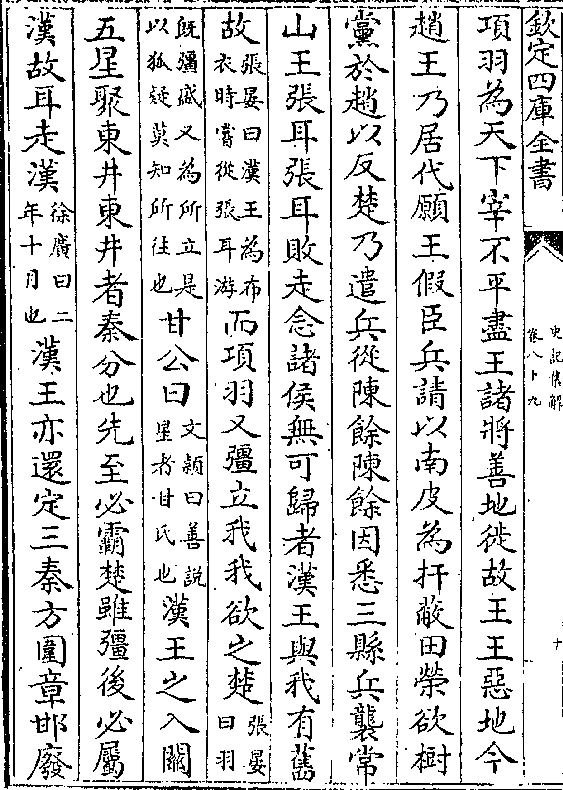 欽定四庫全書
史記集解
卷八十九
十
項羽為天下宰不平盡王諸將善地徙故王王惡地今
趙王乃居代願王假臣兵請以南皮為扞蔽田榮欲樹
黨於趙以反楚乃遣兵從陳餘陳餘因悉三縣兵襲常
山王張耳張耳敗走念諸侯無可歸者漢王與我有舊
故張晏曰漢王為布衣時嘗從張耳游而項羽又彊立我我欲之楚張晏曰羽
既彊盛又為所立是以狐疑莫知所往也甘公曰文頴曰善說星者甘氏也漢王之入關
五星聚東井東井者秦分也先至必霸楚雖彊後必屬
漢故耳走漢徐廣曰二年十月也漢王亦還定三秦方圍章邯廢